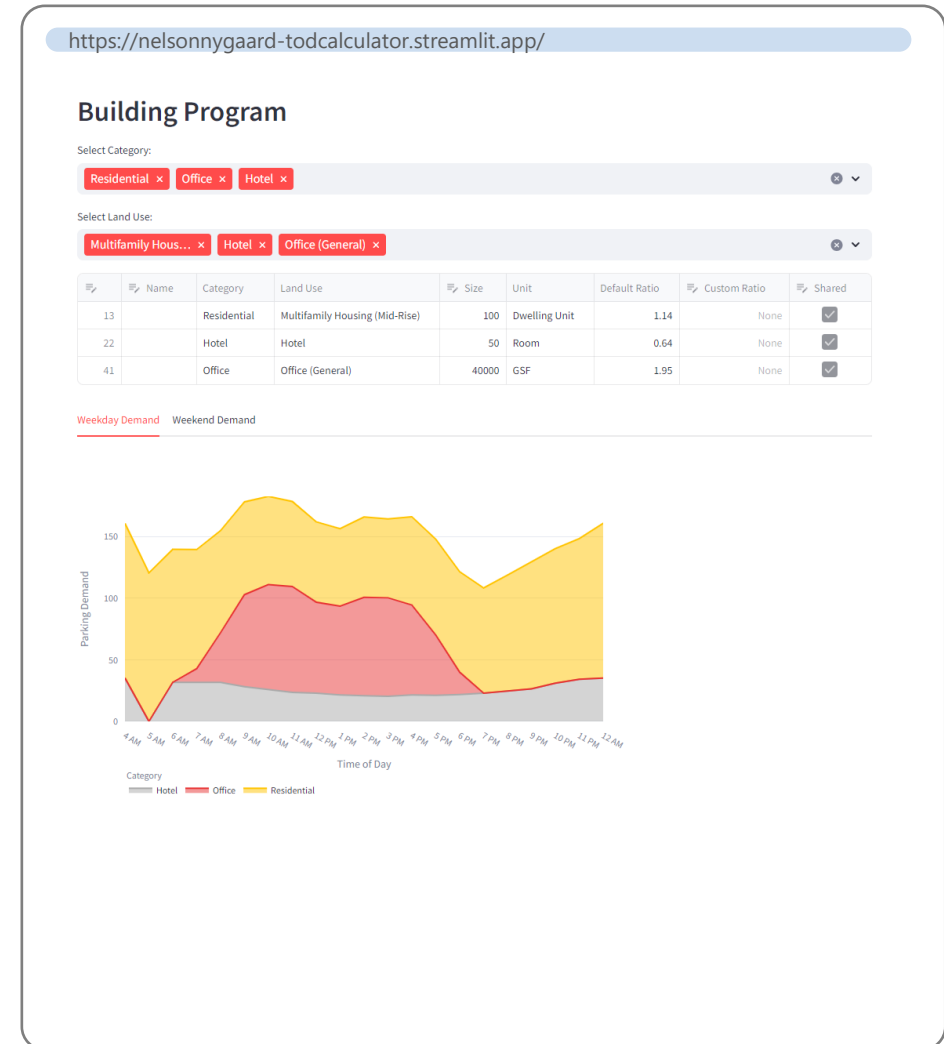 https://nelsonnygaard-todcalculator.streamlit.app/
Building Program
Select Category:
Residential × Office × Hotel ×
Select Land Use:
Multifamily Hous... × Hotel × Office (General) ×
Name Category Land Use Size Unit Default Ratio Custom Ratio Shared
13 Residential Multifamily Housing (Mid-Rise) 100 Dwelling Unit 1.14 None
22 Hotel Hotel 50 Room 0.64 None
41 Office Office (General) 40000 GSF 1.95 None
Weekday Demand Weekend Demand
150
100
50
0
Parking Demand
4 AM 5 AM 6 AM 7 AM 8 AM 9 AM 10 AM 11 AM 12 PM 1 PM 2 PM 3 PM 4 PM 5 PM 6 PM 7 PM 8 PM 9 PM 10 PM 11 PM 12 AM
Time of Day
Category
Hotel Office Residential